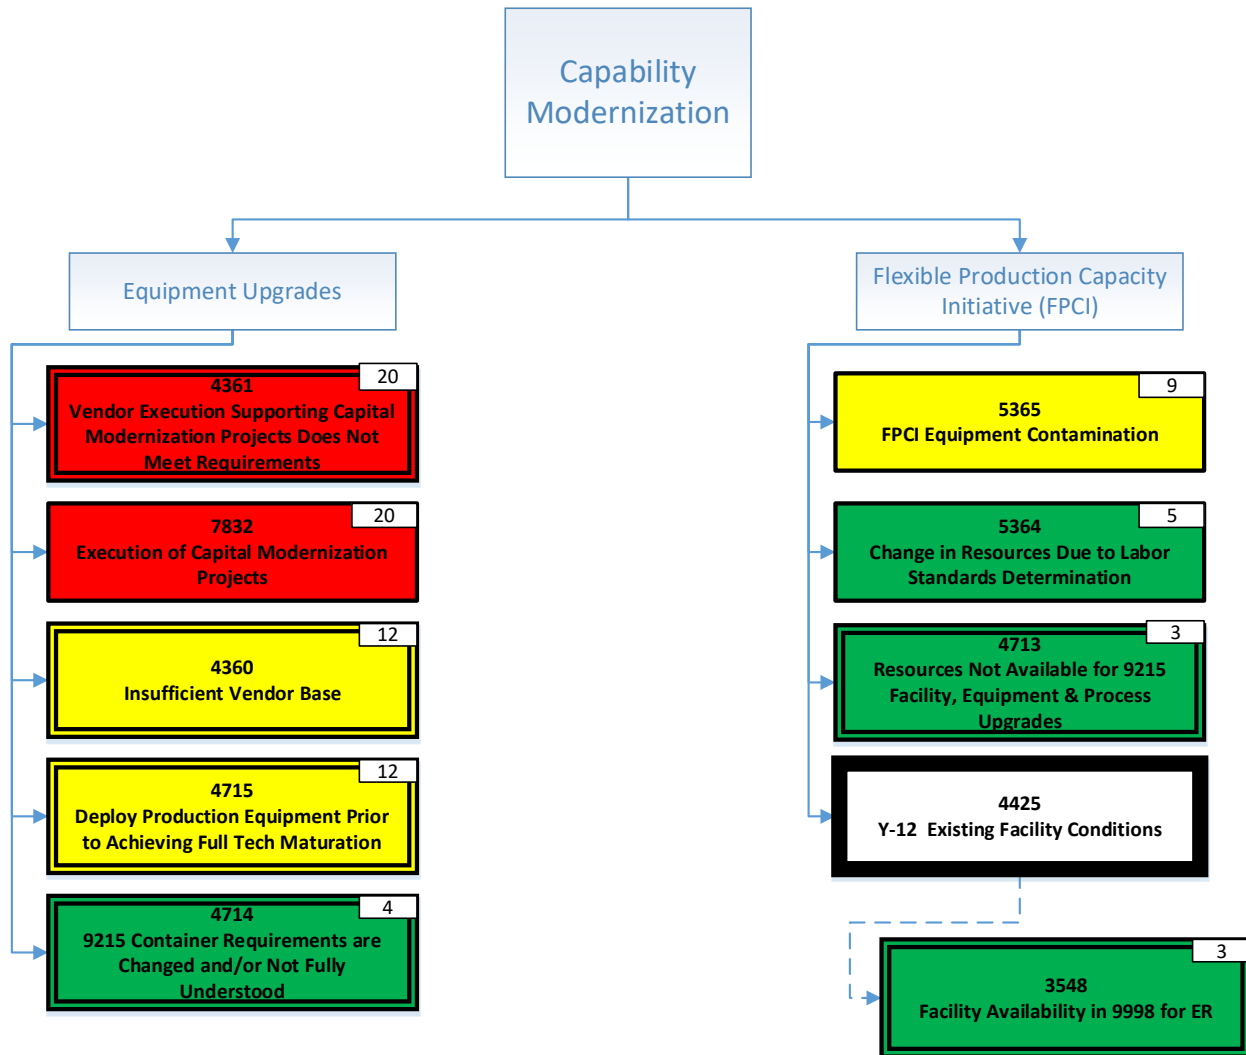 Capability
Modernization
Equipment Upgrades
20
4361
Vendor Execution Supporting Capital
Modernization Projects Does Not
Meet Requirements
20
7832
Execution of Capital Modernization
Projects
12
4360
Insufficient Vendor Base
12
4715
Deploy Production Equipment Prior
to Achieving Full Tech Maturation
4
4714
9215 Container Requirements are
Changed and/or Not Fully
Understood
Flexible Production Capacity
Initiative (FPCI)
9
5365
FPCI Equipment Contamination
5
5364
Change in Resources Due to Labor
Standards Determination
3
4713
Resources Not Available for 9215
Facility, Equipment & Process
Upgrades
4425
Y-12 Existing Facility Conditions
3
3548
Facility Availability in 9998 for ER